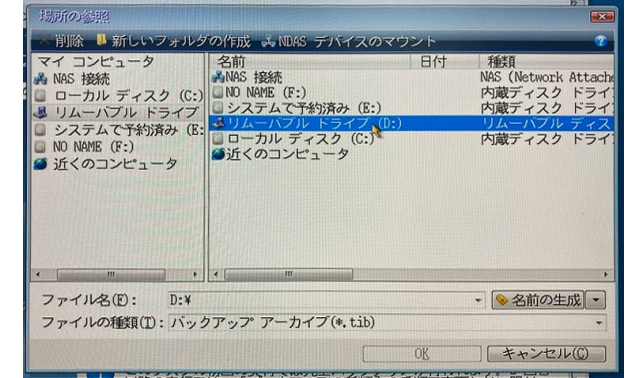 場所の参照
削除 新しいフォルダの作成 NDAS デバイスのマウント
マイ コンピュータ
NAS 接続
ローカル ディスク (C:)
リムーバブル ドライブ
システムで予約済み (E:
NO NAME (F:)
近くのコンピュータ
名前 日付 種類
NAS 接続 NAS (Network Attache
NO NAME (F:) 内蔵ディスク ドライ
システムで予約済み (E:) 内蔵ディスク ドライ
リムーバブル ドライブ (D:) リムーバブル ディス
ローカル ディスク (C:) 内蔵ディスク ドライ
近くのコンピュータ
ファイル名(F): D:¥ 名前の生成
ファイルの種類(T): バックアップ アーカイブ(*.tib)
OK キャンセル(C)